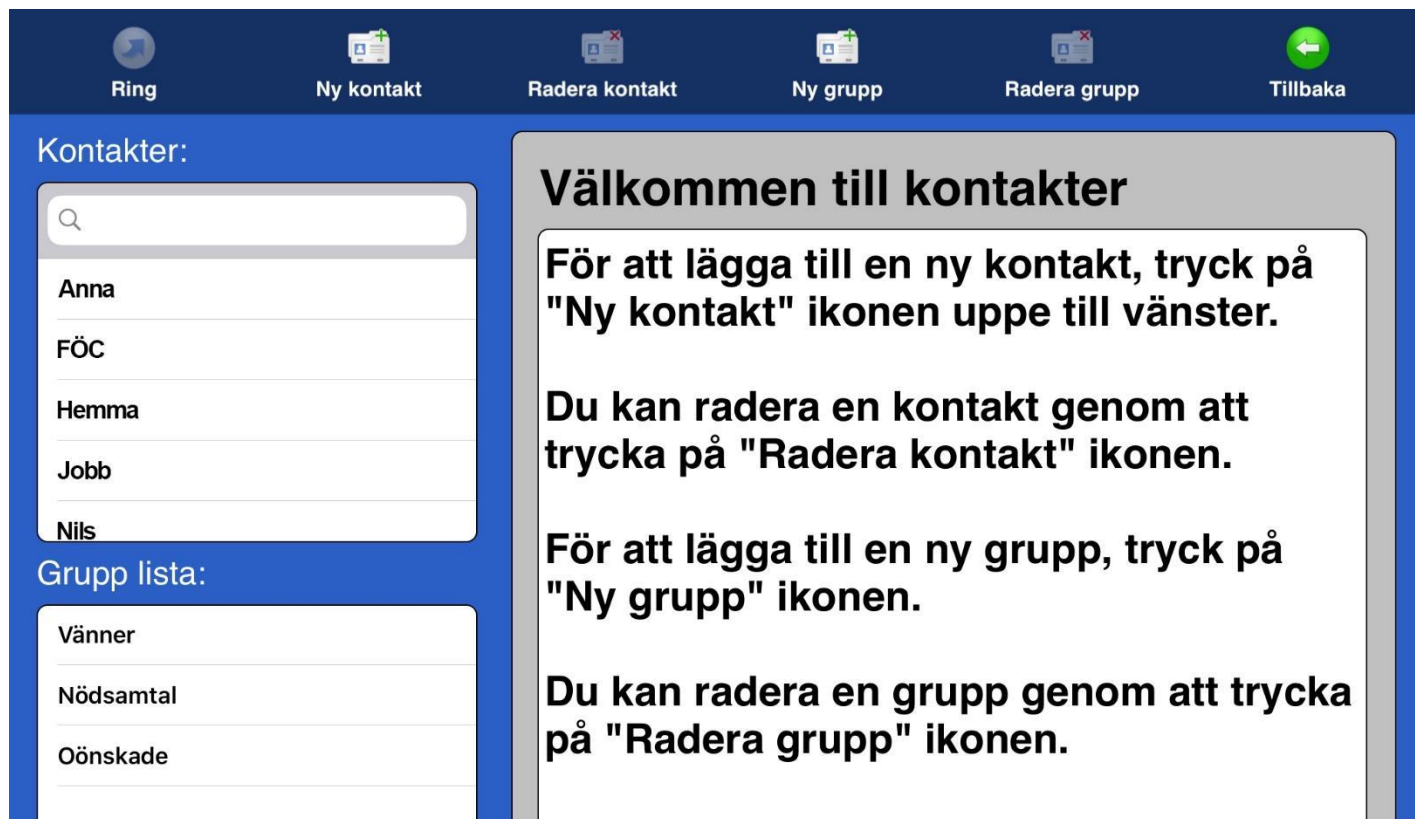 Ring
Ny kontakt
Radera kontakt
Ny grupp
Radera grupp
Tillbaka
Kontakter:
Anna
FÖC
Hemma
Jobb
Nils
Grupp lista:
Vänner
Nödsamtal
Oönskade
Välkommen till kontakter
För att lägga till en ny kontakt, tryck på
"Ny kontakt" ikonen uppe till vänster.
Du kan radera en kontakt genom att
trycka på "Radera kontakt" ikonen.
För att lägga till en ny grupp, tryck på
"Ny grupp" ikonen.
Du kan radera en grupp genom att trycka
på "Radera grupp" ikonen.